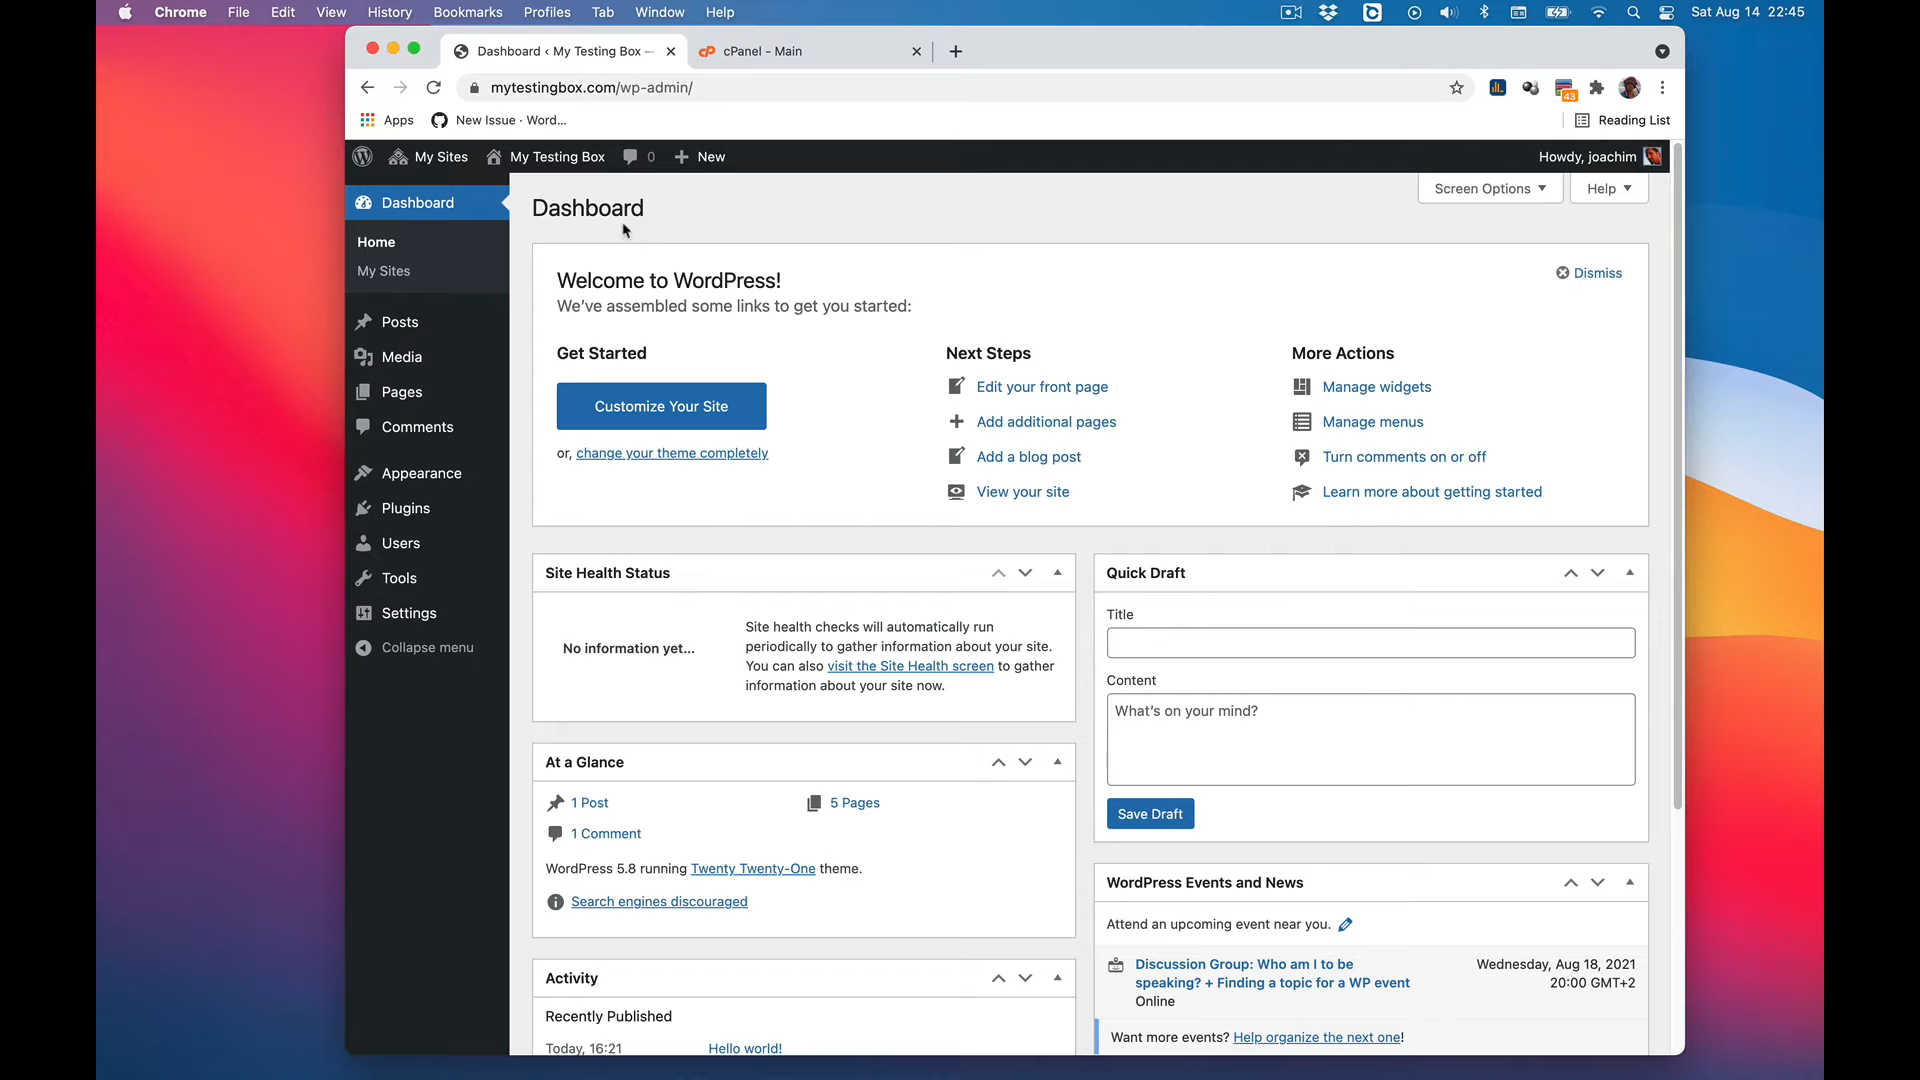 Chrome File Edit View History Bookmarks Profiles Tab Window Help Sat Aug 14 22:45
Dashboard ‹ My Testing Box — cPanel - Main
mytestingbox.com/wp-admin/
43
Apps New Issue · Word... Reading List
My Sites My Testing Box 0 New Howdy, joachim
Dashboard
Home
My Sites
Posts
Media
Pages
Comments
Appearance
Plugins
Users
Tools
Settings
Collapse menu
Screen Options Help
Dashboard
Welcome to WordPress!
We've assembled some links to get you started:
Dismiss
Get Started
Customize Your Site
or, change your theme completely
Next Steps
Edit your front page
Add additional pages
Add a blog post
View your site
More Actions
Manage widgets
Manage menus
Turn comments on or off
Learn more about getting started
Site Health Status
No information yet...
Site health checks will automatically run
periodically to gather information about your site.
You can also visit the Site Health screen to gather
information about your site now.
At a Glance
1 Post 5 Pages
1 Comment
WordPress 5.8 running Twenty Twenty-One theme.
Search engines discouraged
Activity
Recently Published
Today, 16:21 Hello world!
Quick Draft
Title
Content
What's on your mind?
Save Draft
WordPress Events and News
Attend an upcoming event near you.
Discussion Group: Who am I to be Wednesday, Aug 18, 2021
speaking? + Finding a topic for a WP event 20:00 GMT+2
Online
Want more events? Help organize the next one!